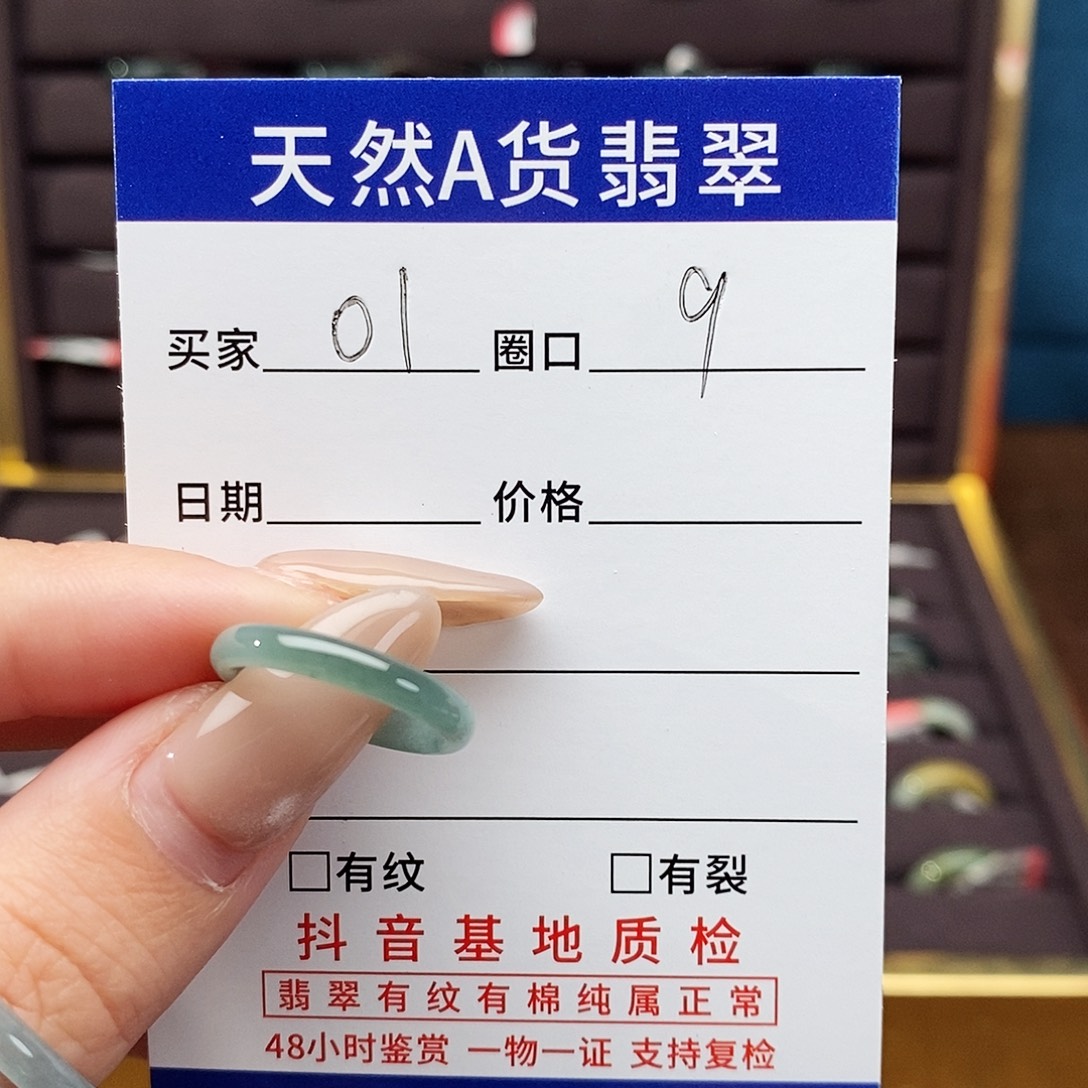 天然A货翡翠
买家 01 圈口 9
日期 价格
□有纹 □有裂
抖音基地质检
翡翠有纹有棉纯属正常
48小时鉴赏 一物一证 支持复检